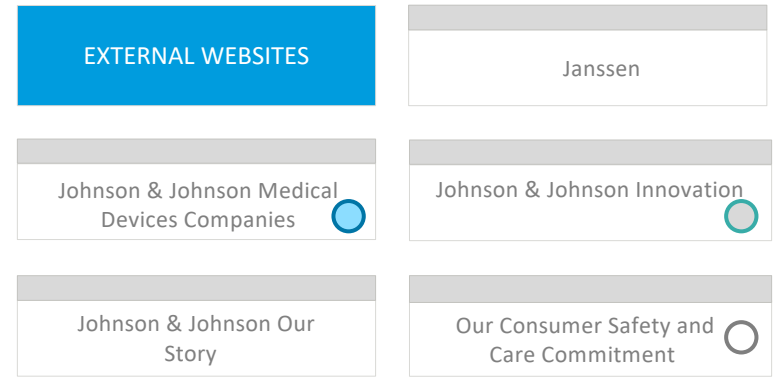 EXTERNAL WEBSITES
Janssen
Johnson & Johnson Medical
Devices Companies
Johnson & Johnson Innovation
Johnson & Johnson Our
Story
Our Consumer Safety and
Care Commitment